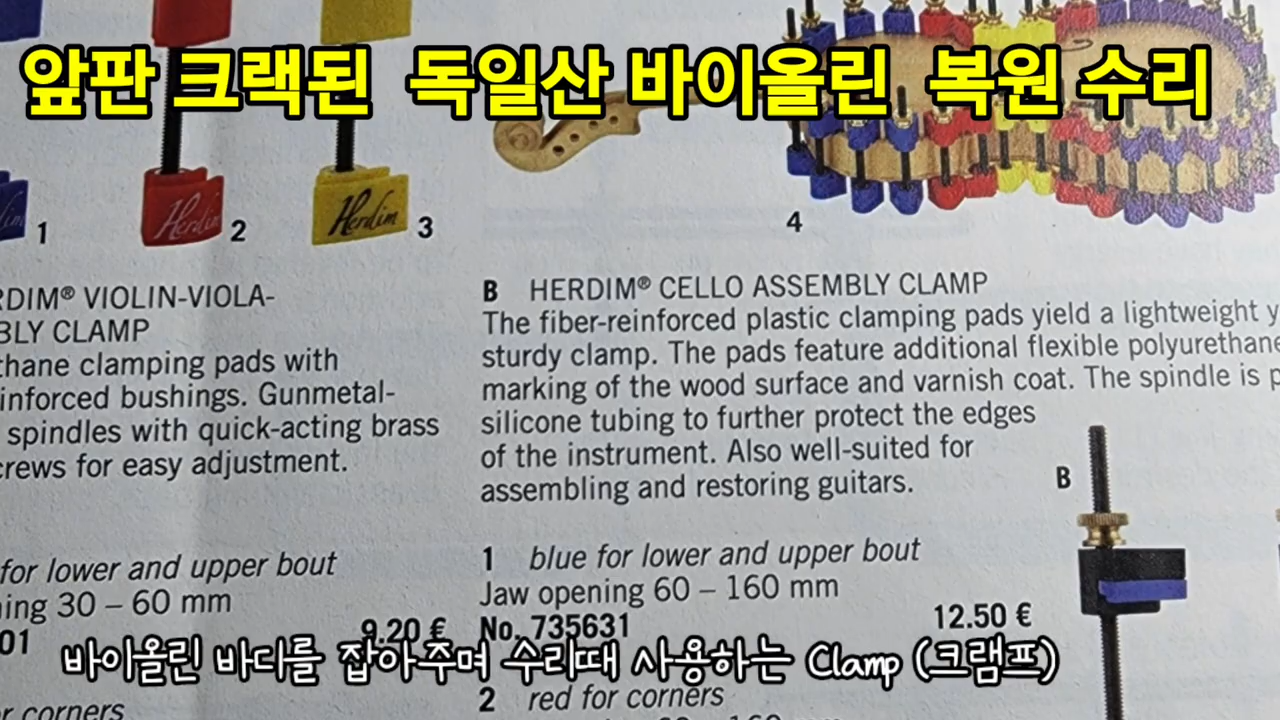 앞판 크랙된 독일산 바이올린 복원 수리
Herdim
Herdim
1
2
3
4
RDIM® VIOLIN-VIOLA-
BLY CLAMP
thane clamping pads with
inforced bushings. Gunmetal-
spindles with quick-acting brass
crews for easy adjustment.
for lower and upper bout
ing 30 – 60 mm
01
9.20 €
B HERDIM® CELLO ASSEMBLY CLAMP
The fiber-reinforced plastic clamping pads yield a lightweight y
sturdy clamp. The pads feature additional flexible polyurethane
marking of the wood surface and varnish coat. The spindle is p
silicone tubing to further protect the edges
of the instrument. Also well-suited for
assembling and restoring guitars.
B
1 blue for lower and upper bout
Jaw opening 60 – 160 mm
No. 735631
12.50 €
바이올린 바디를 잡아주며 수리때 사용하는 Clamp (크램프)
2 red for corners
r corners